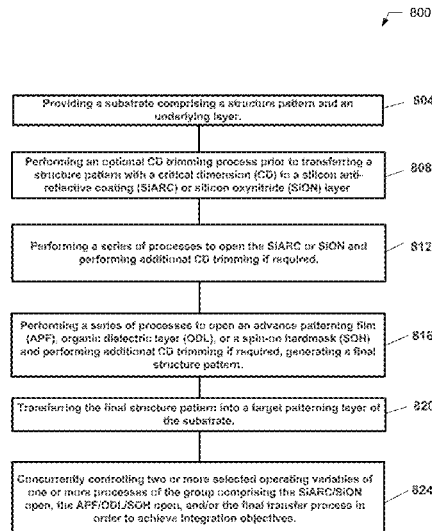 800
Providing a substrate comprising a structure pattern and an
underlying layer.
804
Performing an optional CD trimming process prior to transferring a
structure pattern with a critical dimension (CD) to a silicon anti-
reflective coating (SiARC) or silicon oxynitride (SiON) layer
808
Performing a series of processes to open the SiARC or SiON and
performing additional CD trimming if required.
812
Performing a series of processes to open an advance patterning film
(APF), organic dielectric layer (ODL), or a spin-on hardmask (SOH)
and performing additional CD trimming if required, generating a final
structure pattern.
816
Transferring the final structure pattern into a target patterning layer of
the substrate.
820
Concurrently controlling two or more selected operating variables of
one or more processes of the group comprising the SiARC/SiON
open, the APF/ODL/SOH open, and/or the final transfer process in
order to achieve integration objectives.
824